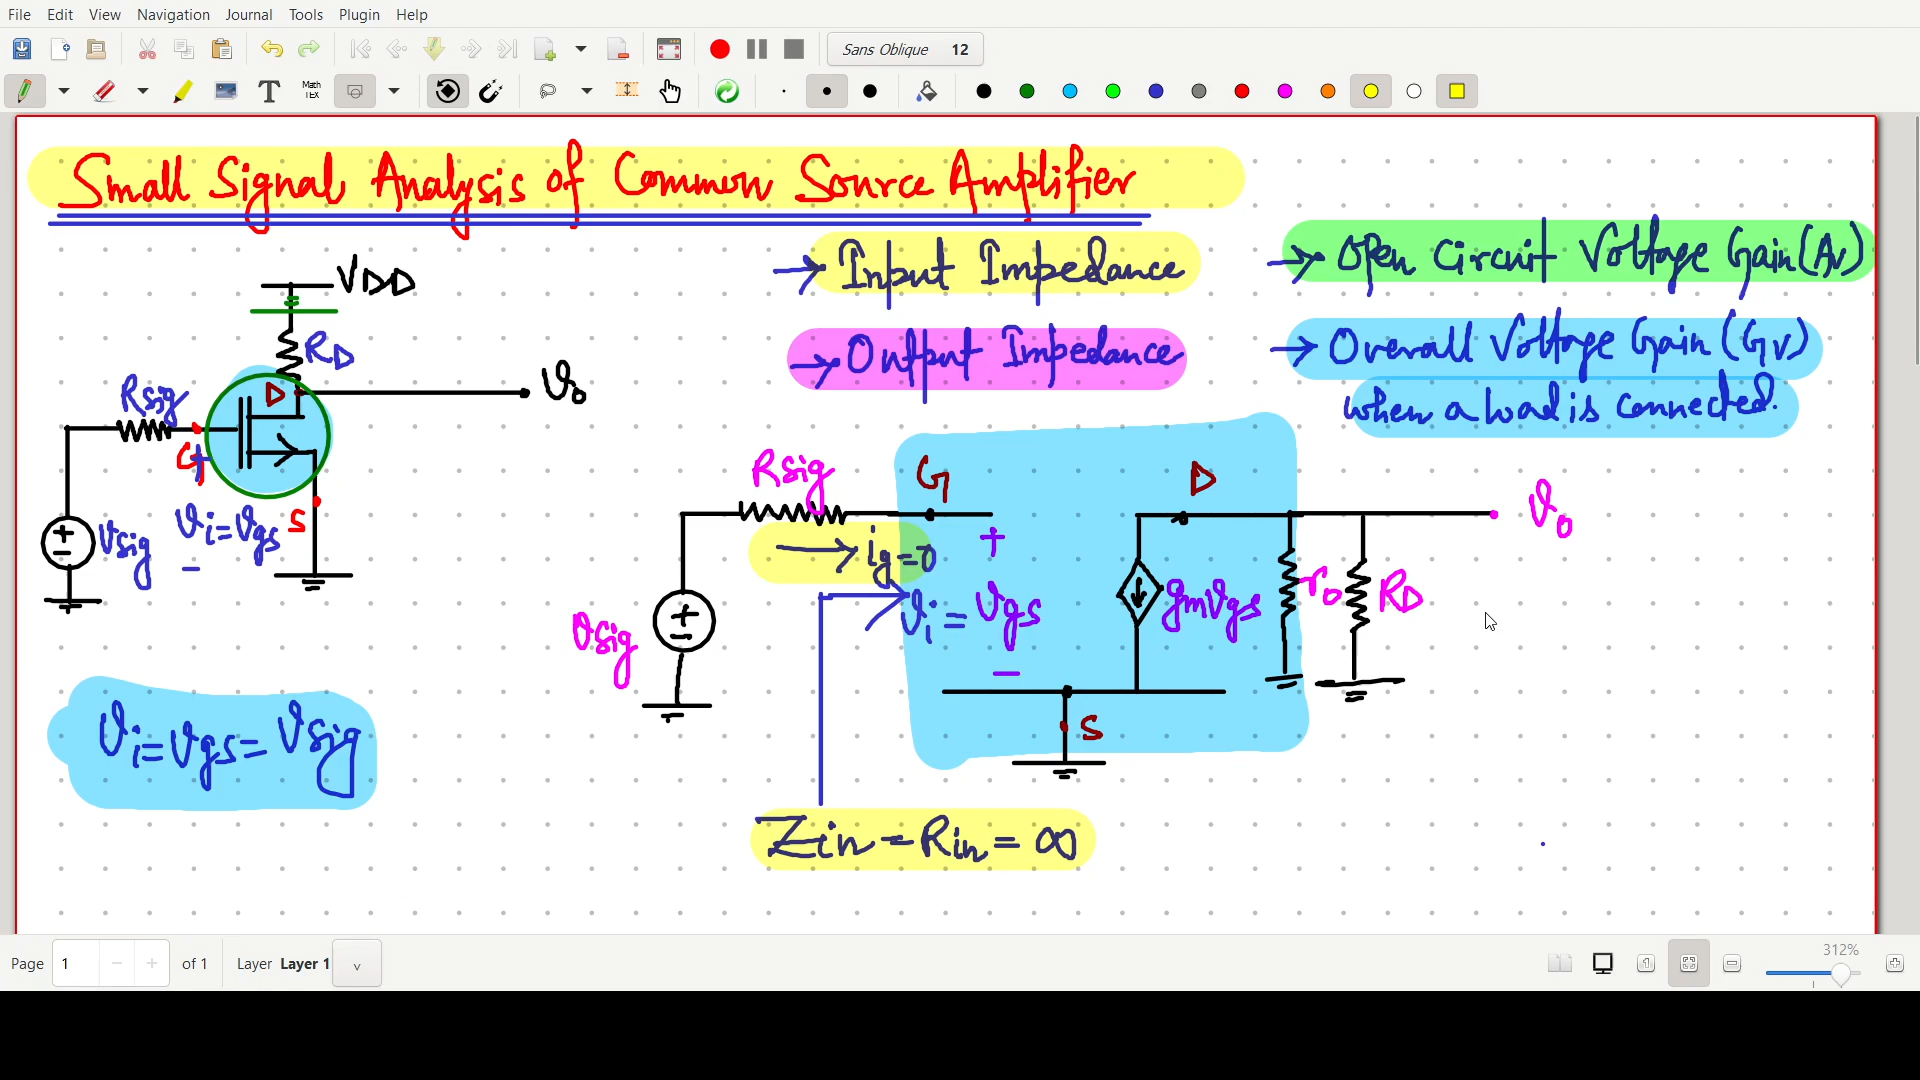 File Edit View Navigation Journal Tools Plugin Help
Sans Oblique 12
T Math TEX
Small Signal Analysis of Common Source Amplifier
→ Input Impedance
→ Output Impedance
→ Open Circuit Voltage Gain (Av)
→ Overall Voltage Gain (Gv)
when a load is connected.
VDD
RD
D
Vo
Rsig
G
+
vi = vgs
-
S
+
-
Vsig
vi = vgs = vsig
Rsig
G
D
vo
→ ig = 0
+
vi = vgs
-
gmvgs
ro
RD
+
-
vsig
S
Zin = Rin = ∞
Page 1 - + of 1 Layer Layer 1 v
312%